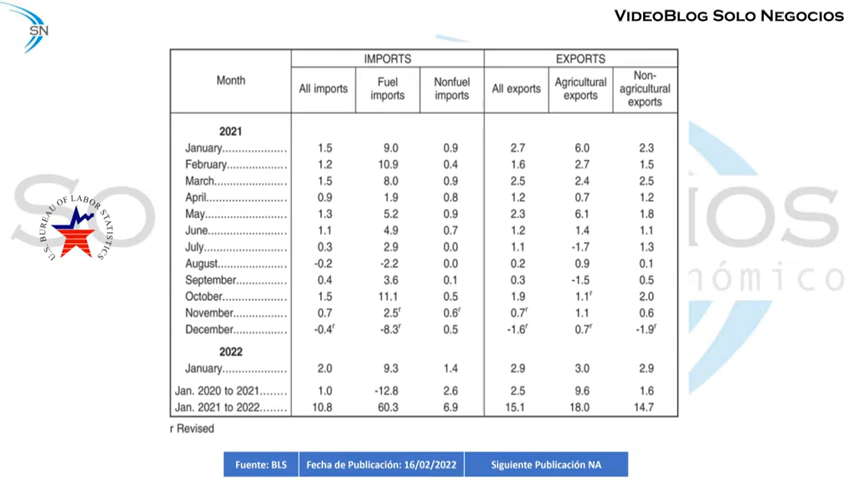 VIDEOBLOG SOLO NEGOCIOS
SN
IMPORTS EXPORTS
Month All imports Fuel imports Nonfuel imports All exports Agricultural exports Non-agricultural exports
2021
January..................... 1.5 9.0 0.9 2.7 6.0 2.3
February................... 1.2 10.9 0.4 1.6 2.7 1.5
March....................... 1.5 8.0 0.9 2.5 2.4 2.5
April.......................... 0.9 1.9 0.8 1.2 0.7 1.2
May........................... 1.3 5.2 0.9 2.3 6.1 1.8
June.......................... 1.1 4.9 0.7 1.2 1.4 1.1
July........................... 0.3 2.9 0.0 1.1 -1.7 1.3
August...................... -0.2 -2.2 0.0 0.2 0.9 0.1
September................ 0.4 3.6 0.1 0.3 -1.5 0.5
October..................... 1.5 11.1 0.5 1.9 1.1r 2.0
November................. 0.7 2.5r 0.6r 0.7r 1.1 0.6
December................. -0.4r -8.3r 0.5 -1.6r 0.7r -1.9r
2022
January..................... 2.0 9.3 1.4 2.9 3.0 2.9
Jan. 2020 to 2021........ 1.0 -12.8 2.6 2.5 9.6 1.6
Jan. 2021 to 2022........ 10.8 60.3 6.9 15.1 18.0 14.7
r Revised
U.S. BUREAU OF LABOR STATISTICS
Fuente: BLS Fecha de Publicación: 16/02/2022 Siguiente Publicación NA